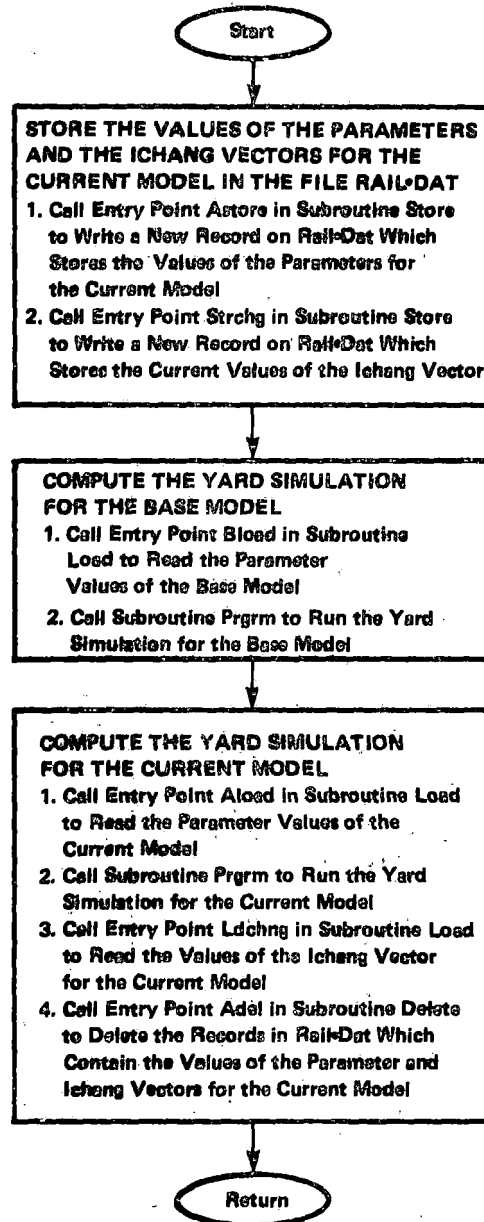 Start
STORE THE VALUES OF THE PARAMETERS
AND THE ICHANG VECTORS FOR THE
CURRENT MODEL IN THE FILE RAIL•DAT
1. Call Entry Point Astore in Subroutine Store
to Write a New Record on Rail•Dat Which
Stores the Values of the Parameters for
the Current Model
2. Call Entry Point Strchg in Subroutine Store
to Write a New Record on Rail•Dat Which
Stores the Current Values of the Ichang Vector
COMPUTE THE YARD SIMULATION
FOR THE BASE MODEL
1. Call Entry Point Bload in Subroutine
Load to Read the Parameter
Values of the Base Model
2. Call Subroutine Prgrm to Run the Yard
Simulation for the Base Model
COMPUTE THE YARD SIMULATION
FOR THE CURRENT MODEL
1. Call Entry Point Aload in Subroutine Load
to Read the Parameter Values of the
Current Model
2. Call Subroutine Prgrm to Run the Yard
Simulation for the Current Model
3. Call Entry Point Ldchng in Subroutine Load
to Read the Values of the Ichang Vector
for the Current Model
4. Call Entry Point Adel in Subroutine Delete
to Delete the Records in Rail•Dat Which
Contain the Values of the Parameter and
Ichang Vectors for the Current Model
Return